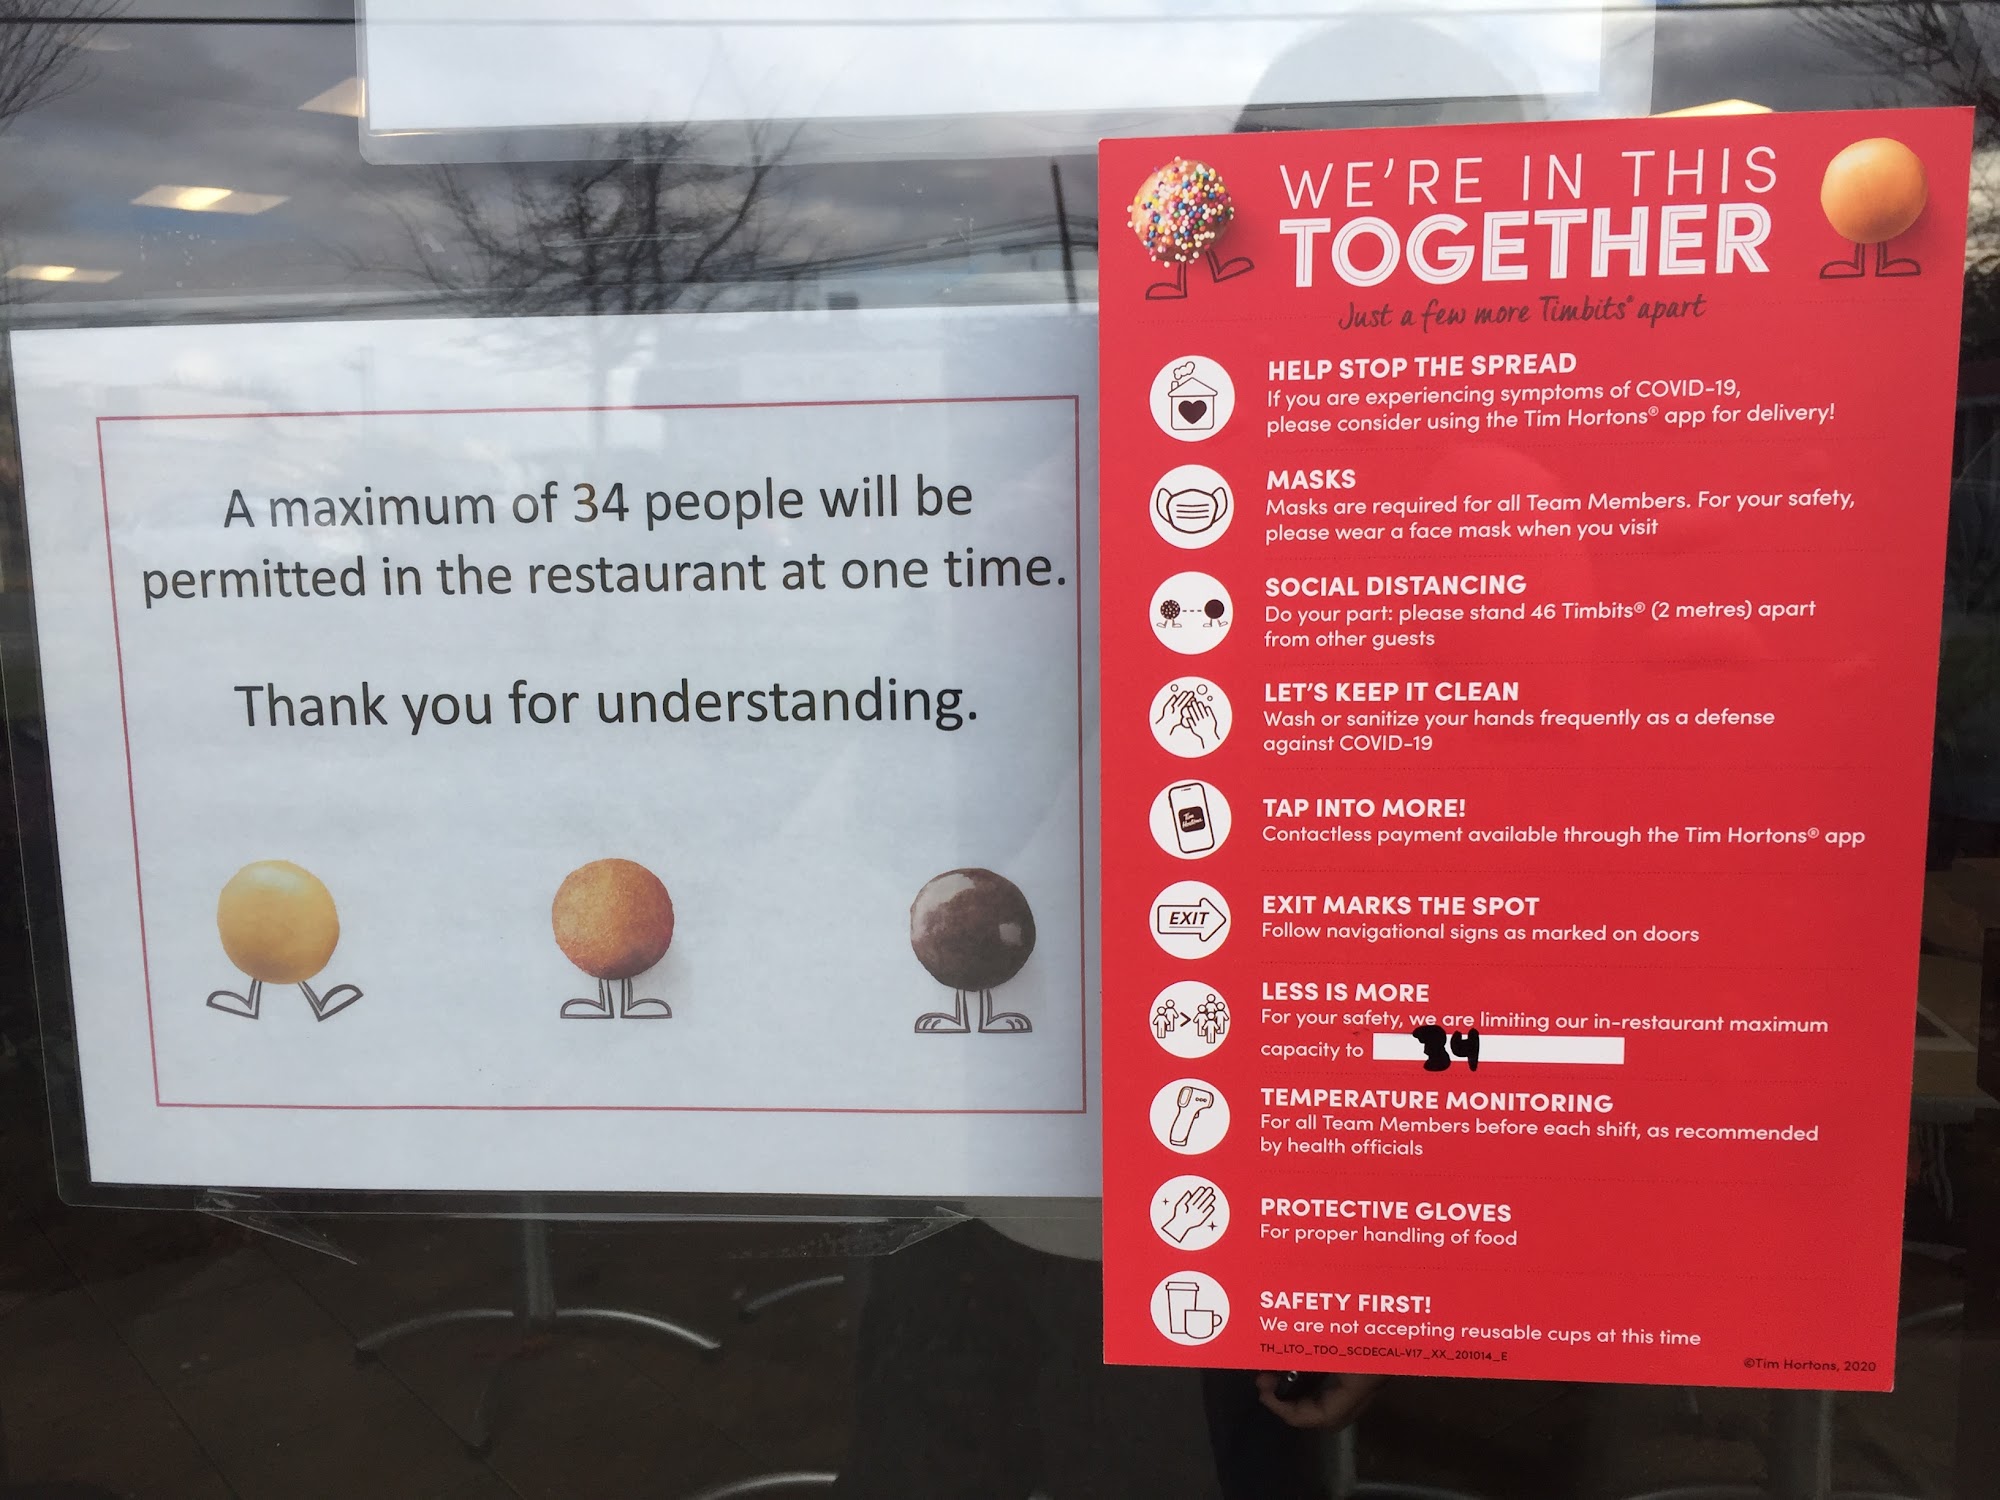 A maximum of 34 people will be
permitted in the restaurant at one time.
Thank you for understanding.
WE'RE IN THIS
TOGETHER
Just a few more Timbits® apart
HELP STOP THE SPREAD
If you are experiencing symptoms of COVID-19,
please consider using the Tim Hortons® app for delivery!
MASKS
Masks are required for all Team Members. For your safety,
please wear a face mask when you visit
SOCIAL DISTANCING
Do your part: please stand 46 Timbits® (2 metres) apart
from other guests
LET'S KEEP IT CLEAN
Wash or sanitize your hands frequently as a defense
against COVID-19
Tim
Hortons
TAP INTO MORE!
Contactless payment available through the Tim Hortons® app
EXIT
EXIT MARKS THE SPOT
Follow navigational signs as marked on doors
LESS IS MORE
For your safety, we are limiting our in-restaurant maximum
capacity to 34
TEMPERATURE MONITORING
For all Team Members before each shift, as recommended
by health officials
PROTECTIVE GLOVES
For proper handling of food
SAFETY FIRST!
We are not accepting reusable cups at this time
TH_LTO_TDO_SCDECAL-V17_XX_201014_E
©Tim Hortons, 2020